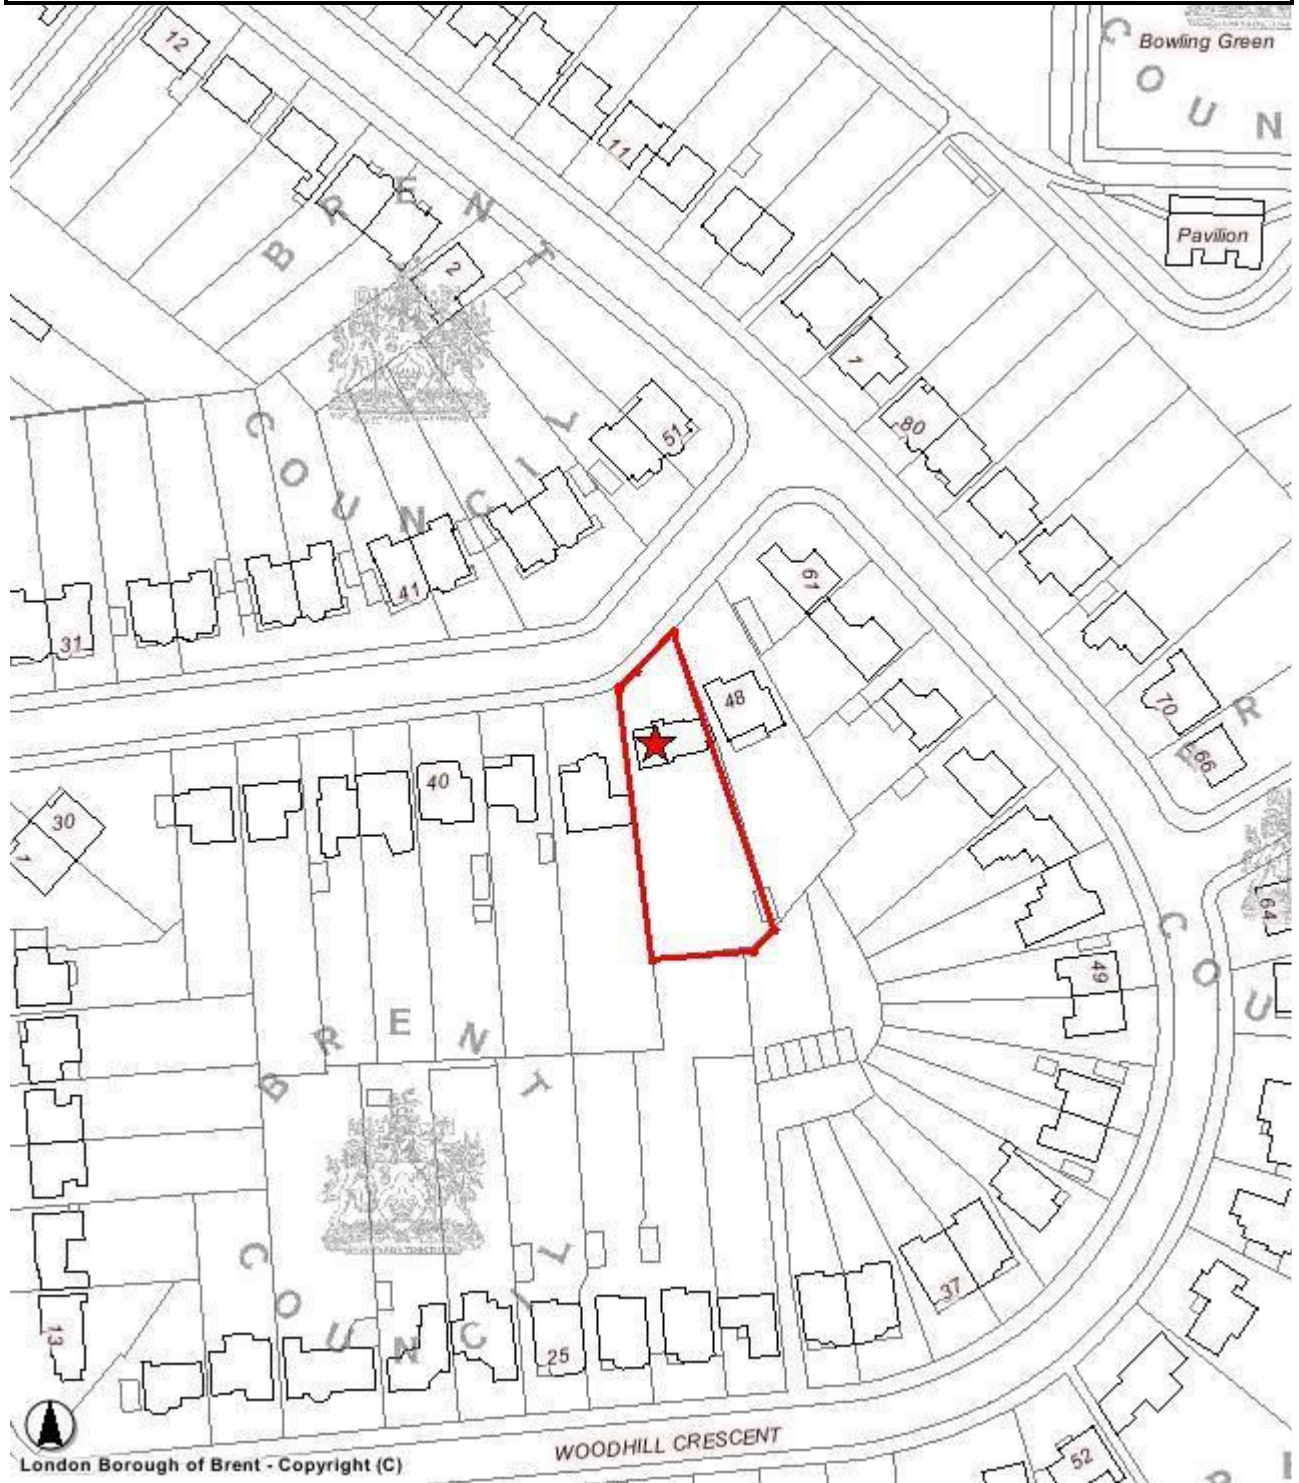 12
Bowling Green
C O U N
11
B R E N T
Pavilion
2
1
80
51
C O U N C I L
41
31
61
70
66
R
48
40
30
1
64
C O U
49
B R E N T
37
C O U N C I L
13
25
WOODHILL CRESCENT
52
London Borough of Brent - Copyright (C)